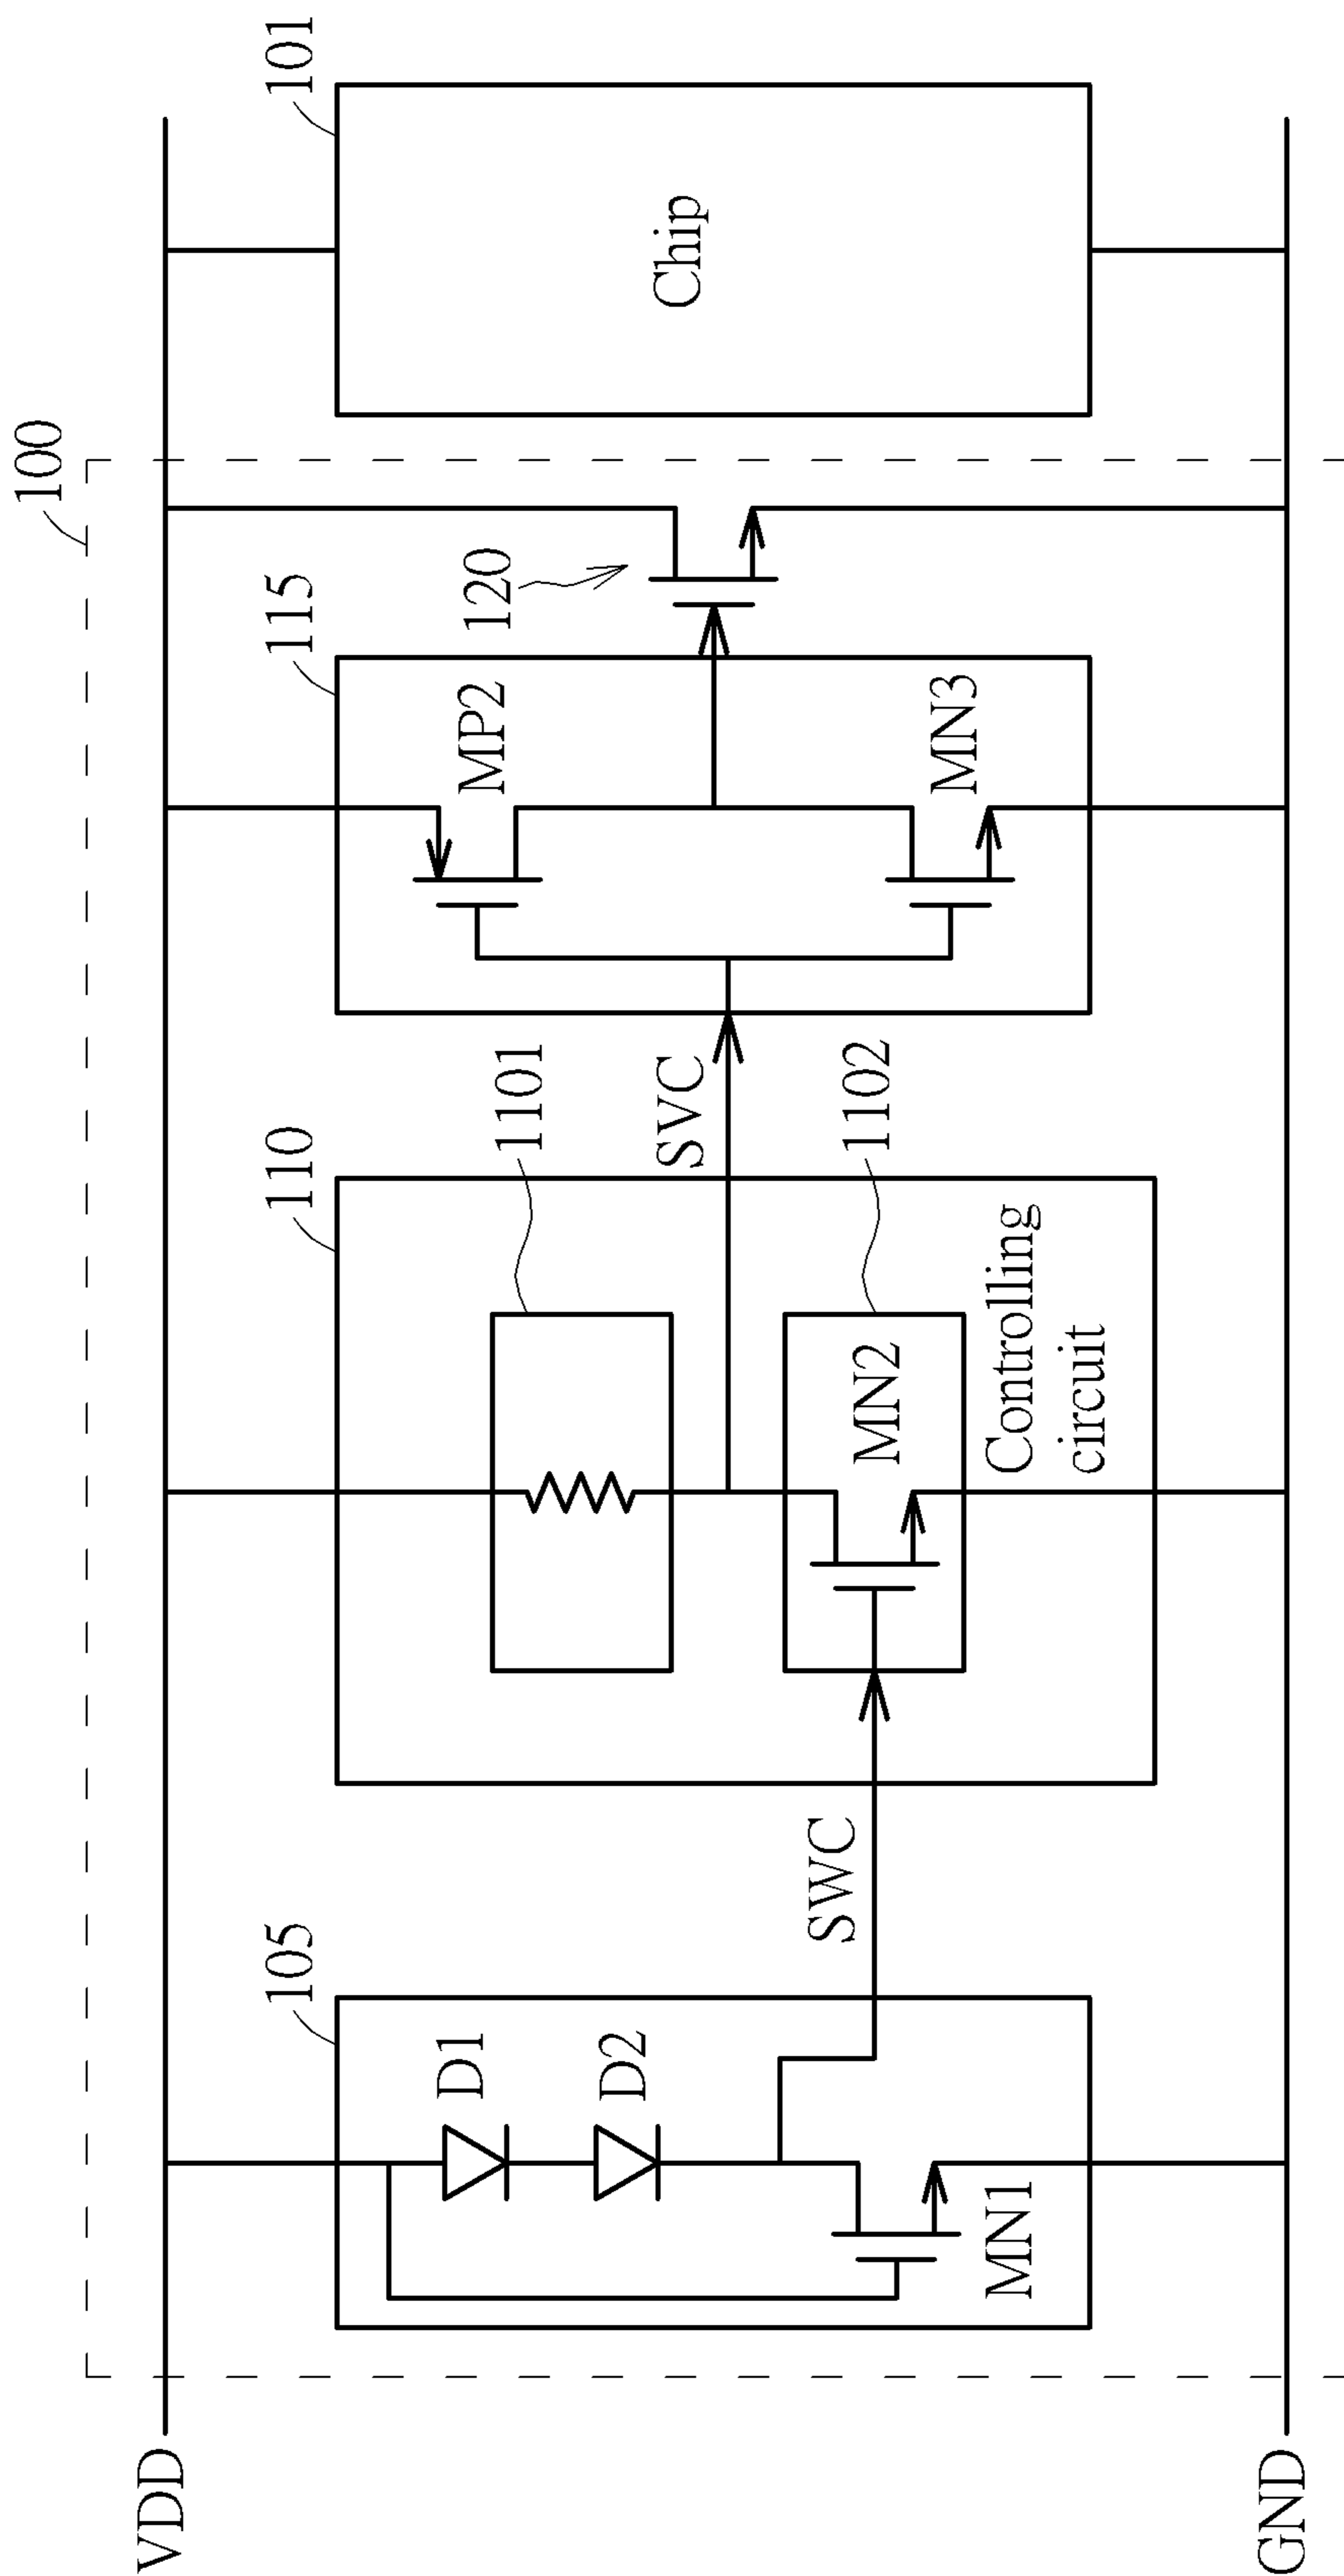 100
VDD
105
D1
D2
MN1
SWC
110
1101
1102
MN2
Controlling
circuit
SVC
115
MP2
MN3
120
101
Chip
GND